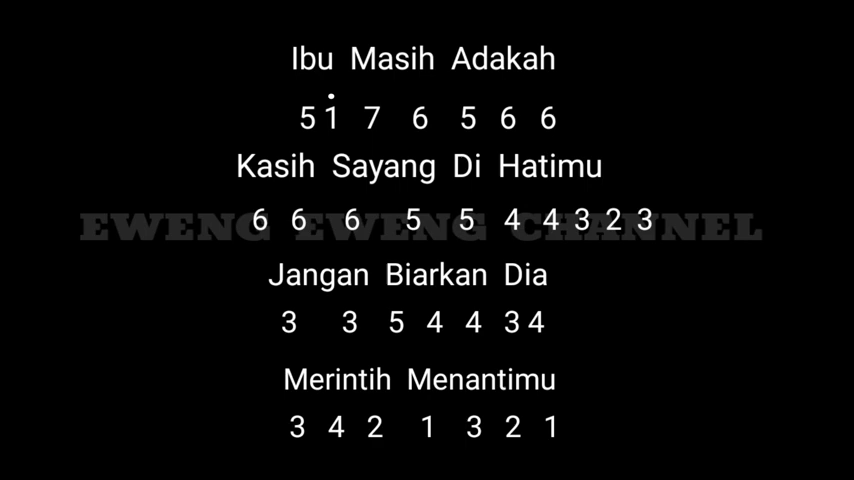 Ibu Masih Adakah
5 1̇ 7 6 5 6 6
Kasih Sayang Di Hatimu
6 6 6 5 5 4 4 3 2 3
EWENG EWENG CHANNEL
Jangan Biarkan Dia
3 3 5 4 4 3 4
Merintih Menantimu
3 4 2 1 3 2 1